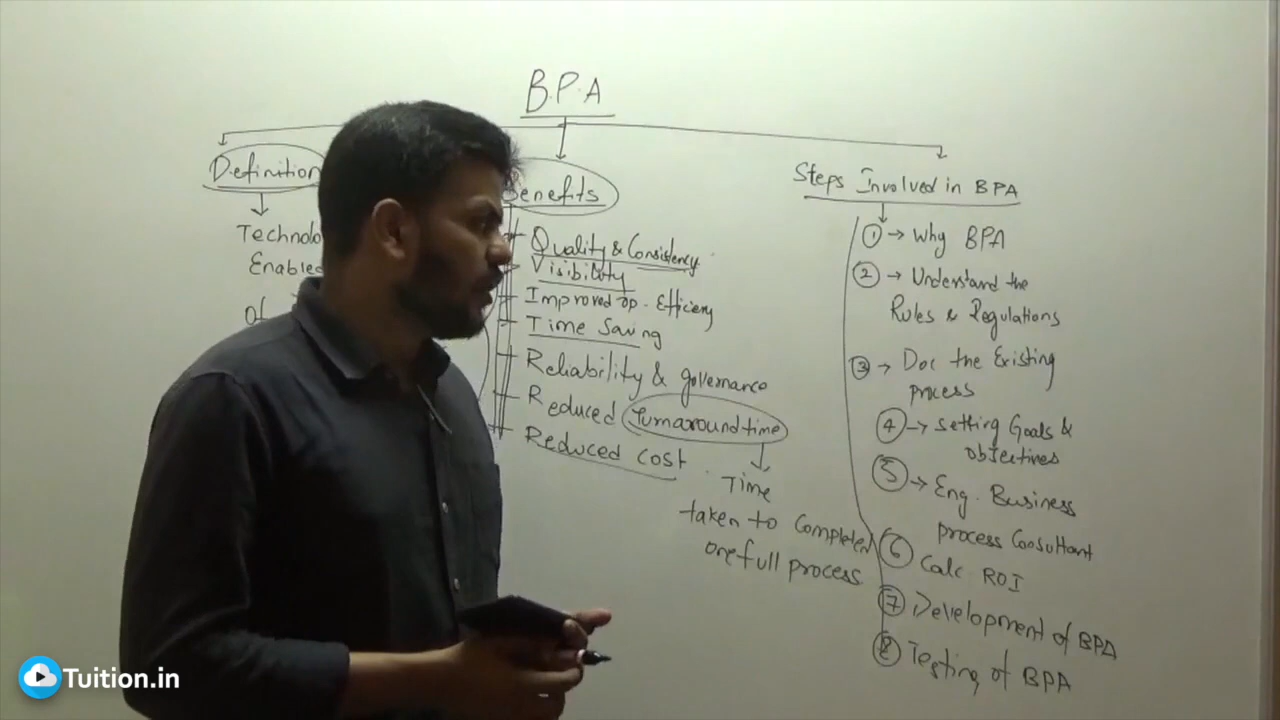 B.P.A
Definition
Technolo
Enabled
of
Benefits
Quality & Consistency
Visibility
Improved op. Efficieny
Time Saving
Reliability & governance
Reduced Turnaround time
Reduced cost
Time
taken to Completed
one full process
Steps Involved in BPA
1 → Why BPA
2 → Understand the
Rules & Regulations
3 → Doc the Existing
process
4 → Setting Goals &
objectives
5 → Eng. Business
process Consultant
6 Calc ROI
7 Development of BPA
8 Testing of BPA
Tuition.in